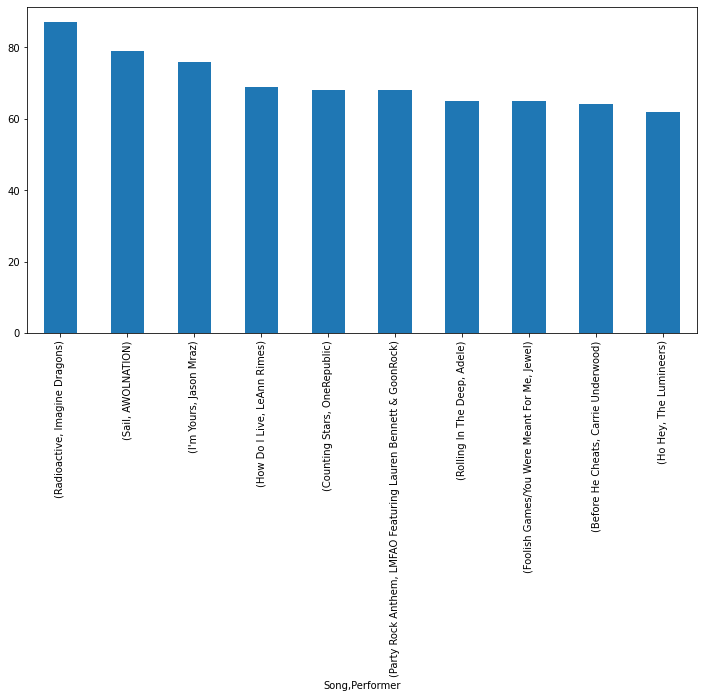 80
60
40
20
0
(Radioactive, Imagine Dragons)
(Sail, AWOLNATION)
(I'm Yours, Jason Mraz)
(How Do I Live, LeAnn Rimes)
(Counting Stars, OneRepublic)
(Party Rock Anthem, LMFAO Featuring Lauren Bennett & GoonRock)
(Rolling In The Deep, Adele)
(Foolish Games/You Were Meant For Me, Jewel)
(Before He Cheats, Carrie Underwood)
(Ho Hey, The Lumineers)
Song,Performer